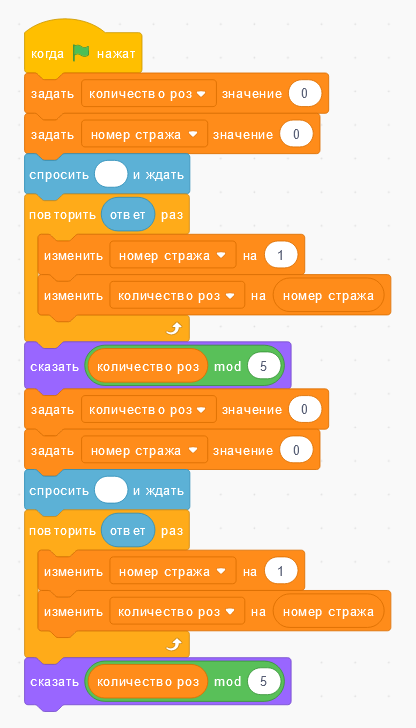 когда нажат
задать количество роз значение 0
задать номер стража значение 0
спросить и ждать
повторить ответ раз
изменить номер стража на 1
изменить количество роз на номер стража
сказать количество роз mod 5
задать количество роз значение 0
задать номер стража значение 0
спросить и ждать
повторить ответ раз
изменить номер стража на 1
изменить количество роз на номер стража
сказать количество роз mod 5